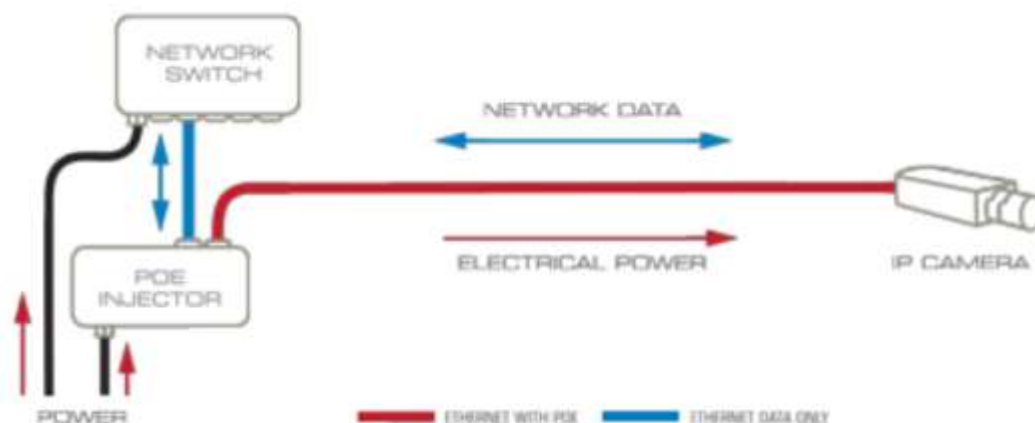 NETWORK
SWITCH
NETWORK DATA
POE
INJECTOR
ELECTRICAL POWER
IP CAMERA
POWER
ETHERNET WITH POE
ETHERNET DATA ONLY